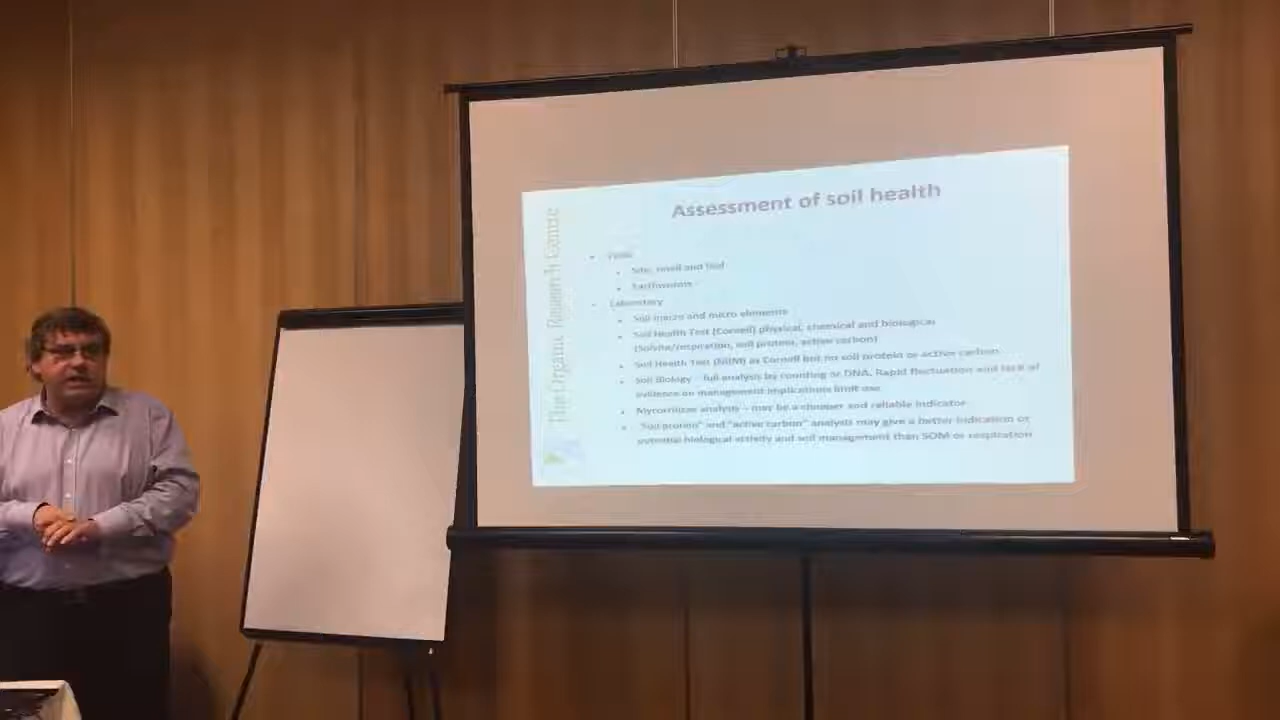 Assessment of soil health
The Organic Research Centre
• Field
• Site, smell and feel
• Earthworms -
• Laboratory
• Soil macro and micro elements
• Soil Health Test (Cornell) physical, chemical and biological
(Solvita/respiration, soil protein, active carbon)
• Soil Health Test (NRM) as Cornell but no soil protein or active carbon
• Soil Biology – full analysis by counting or DNA. Rapid fluctuation and lack of
evidence on management implications limit use
• Mycorrhizae analysis – may be a cheaper and reliable indicator
• "Soil protein" and "active carbon" analysis may give a better indication of
potential biological activity and soil management than SOM or respiration